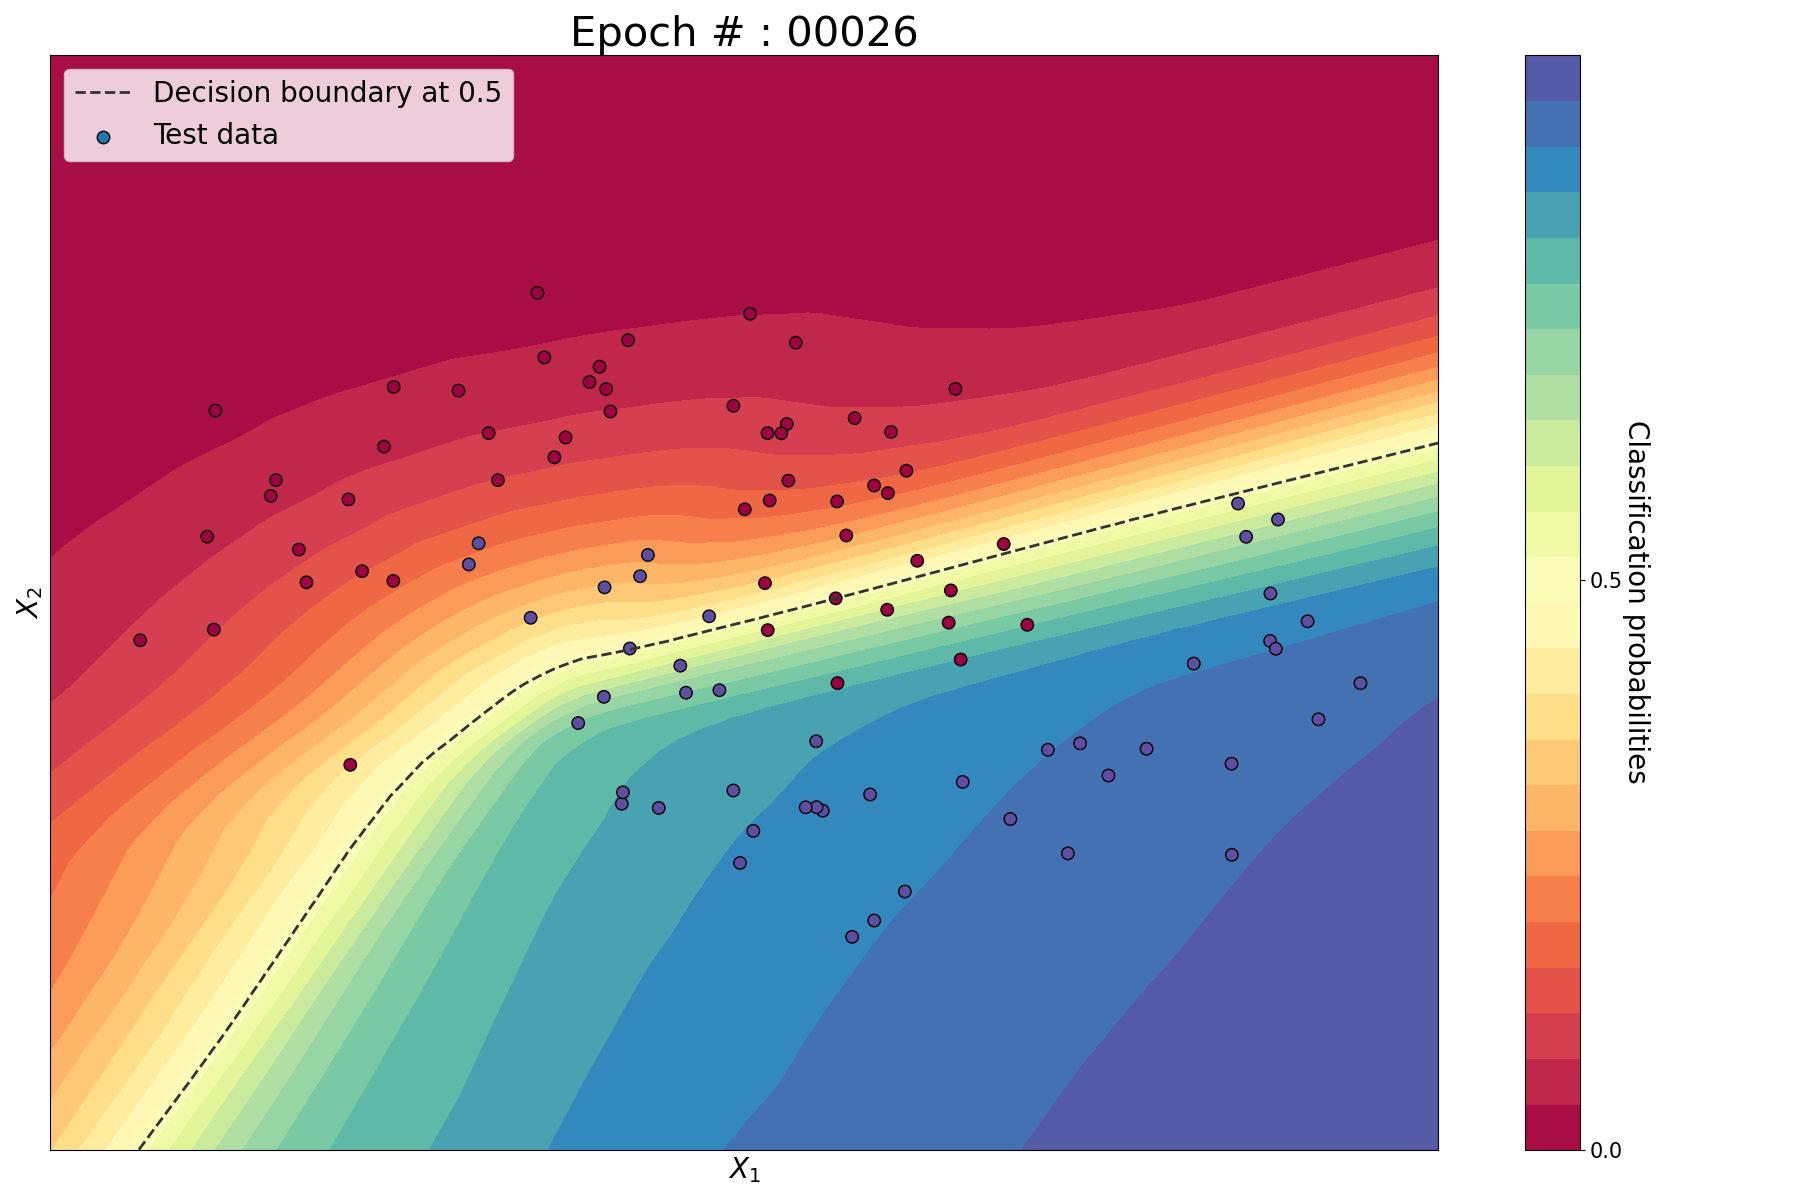 Epoch # : 00026
Decision boundary at 0.5
Test data
X₂
X₁
0.5
0.0
Classification probabilities